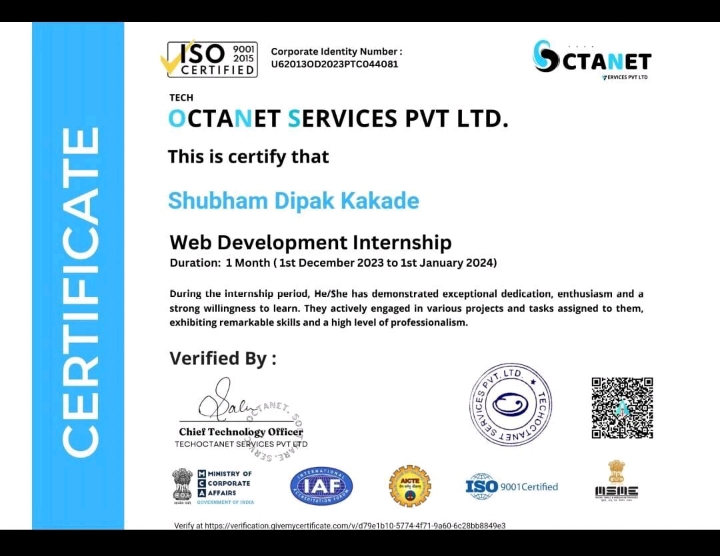 CERTIFICATE
ISO 9001 2015
CERTIFIED
Corporate Identity Number :
U62013OD2023PTC044081
OCTANET
SERVICES PVT LTD
TECH
OCTANET SERVICES PVT LTD.
This is certify that
Shubham Dipak Kakade
Web Development Internship
Duration: 1 Month ( 1st December 2023 to 1st January 2024)
During the internship period, He/She has demonstrated exceptional dedication, enthusiasm and a
strong willingness to learn. They actively engaged in various projects and tasks assigned to them,
exhibiting remarkable skills and a high level of professionalism.
Verified By :
Chief Technology Officer
TECHOCTANET SERVICES PVT LTD
TECHOCTANET SERVICES PVT. LTD
MCA
MINISTRY OF
CORPORATE
AFFAIRS
GOVERNMENT OF INDIA
INTERNATIONAL
IAF
ACCREDITATION FORUM
AICTE
ISO 9001Certified
MSME
Verify at https://verification.givemycertificate.com/v/d79e1b10-5774-4f71-9a60-6c28bb8849e3